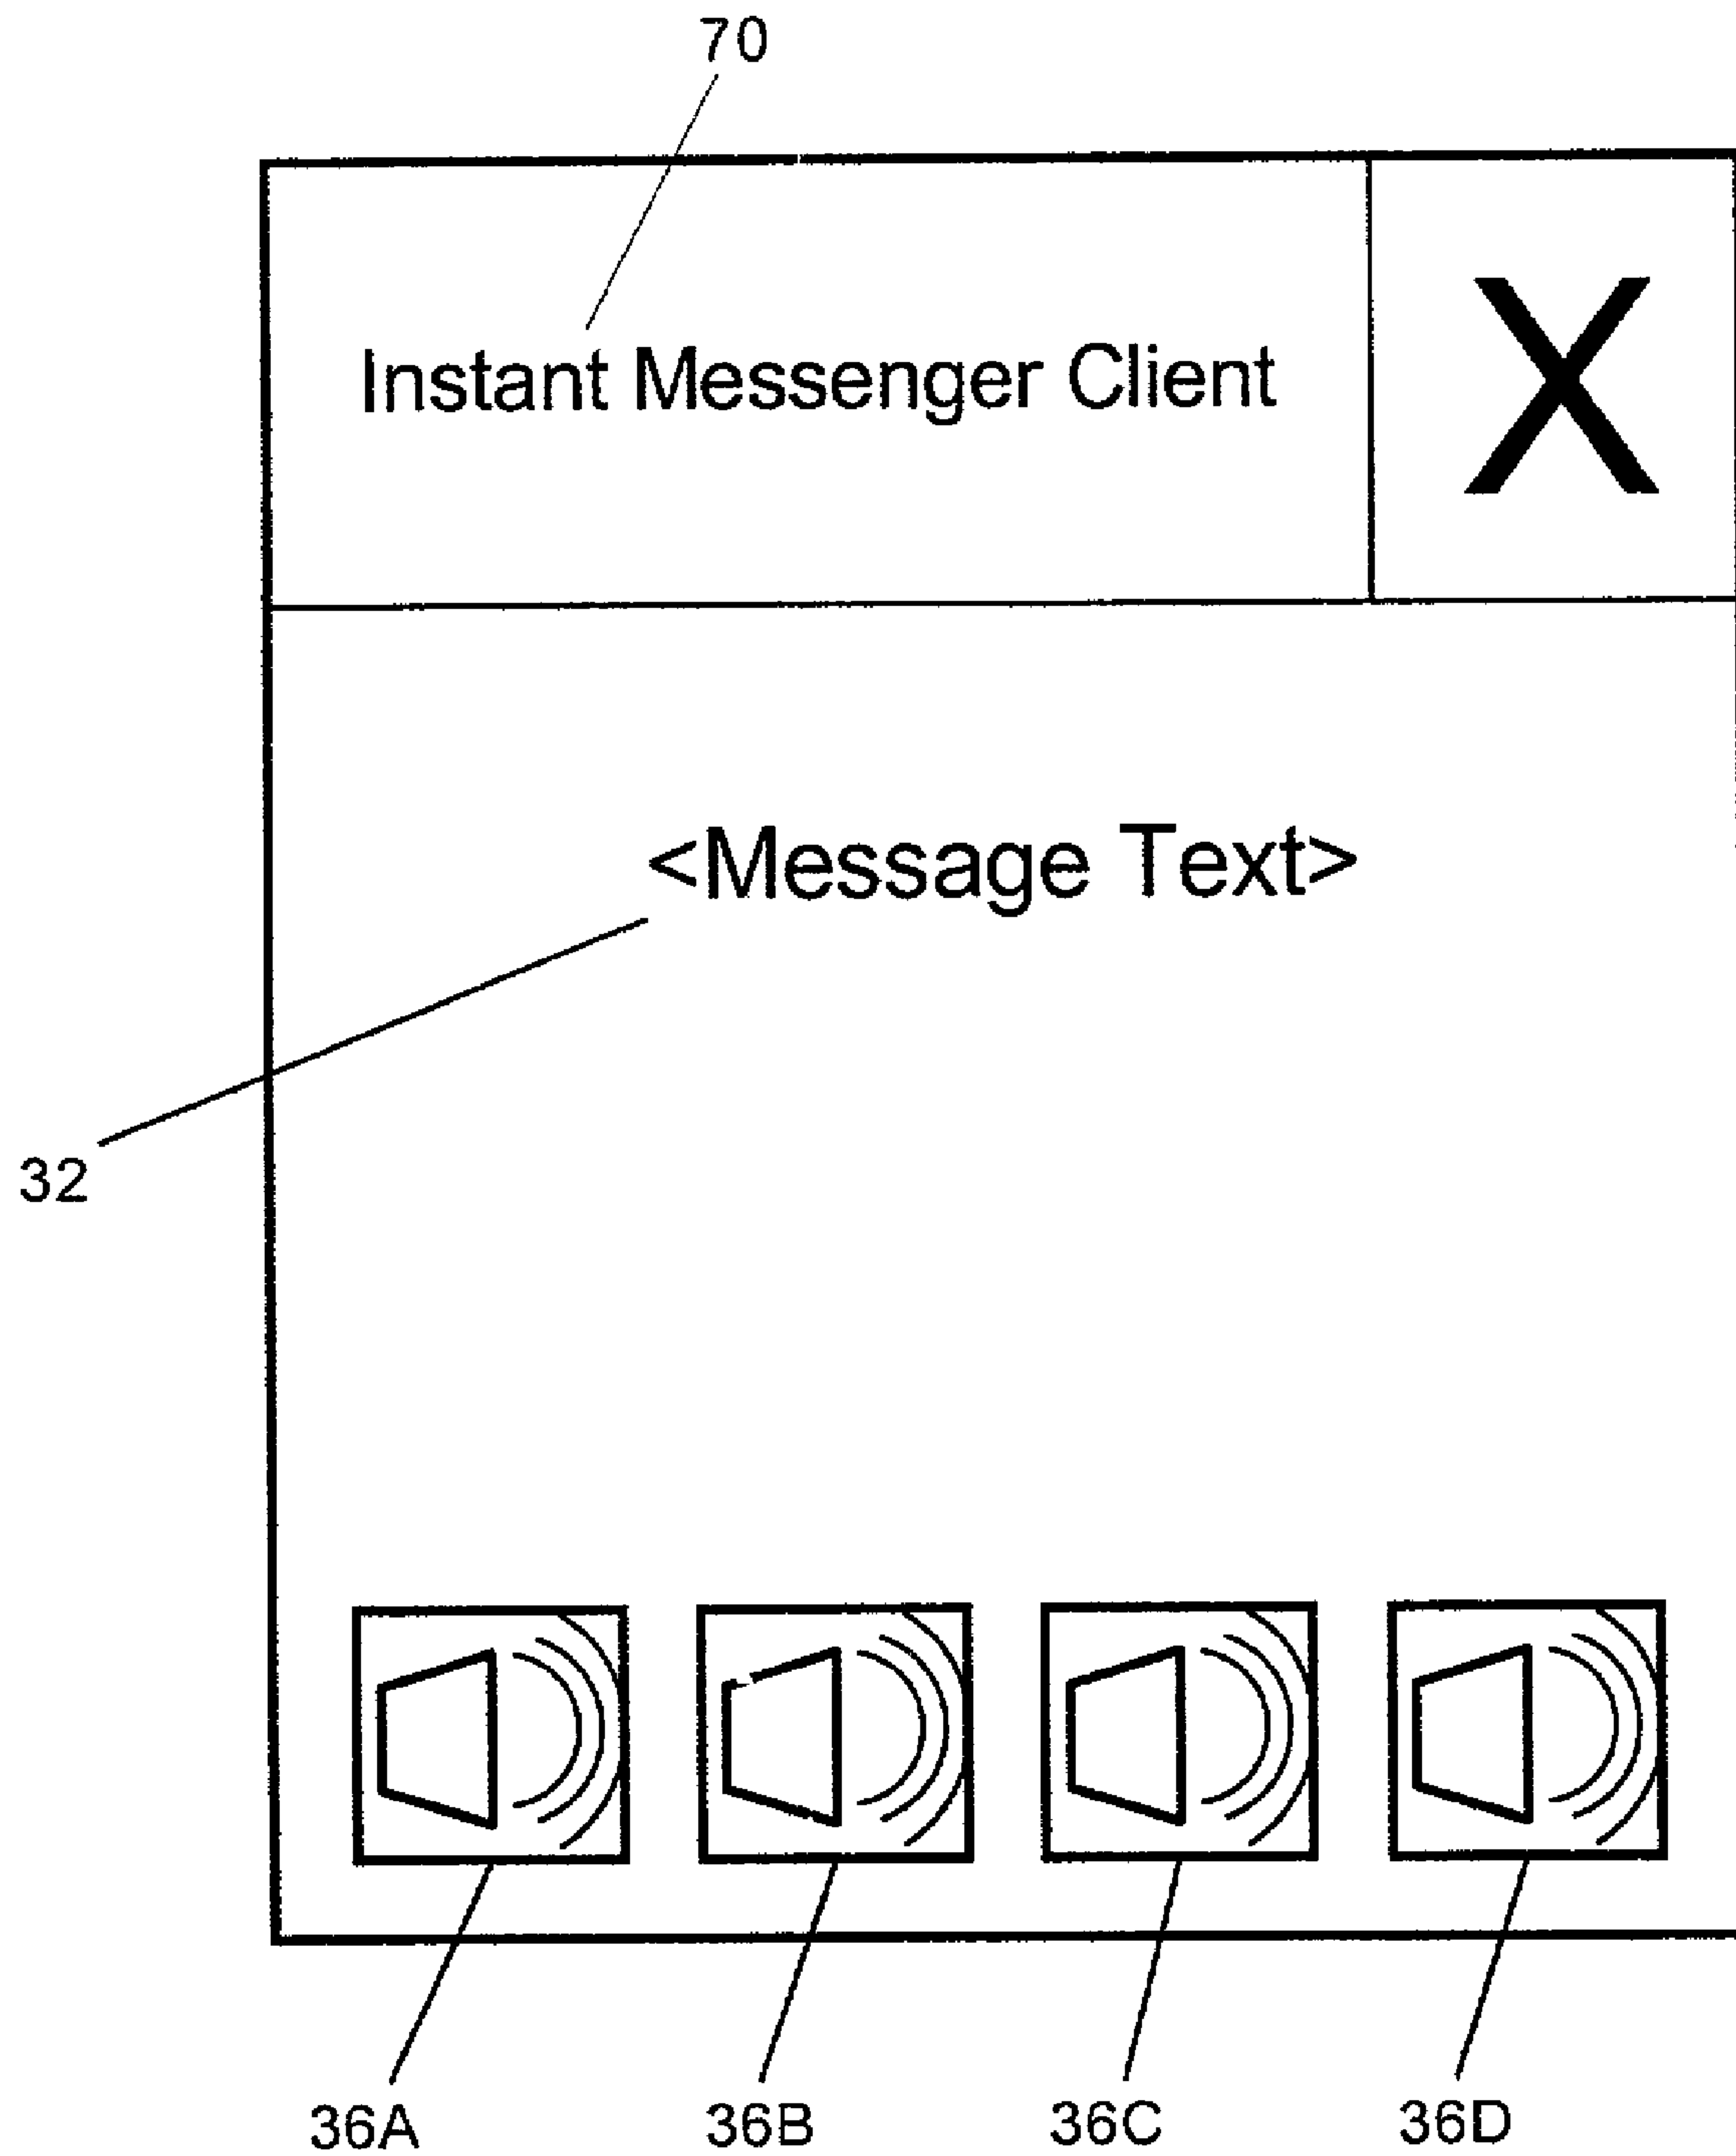 70
Instant Messenger Client
X
<Message Text>
32
36A
36B
36C
36D